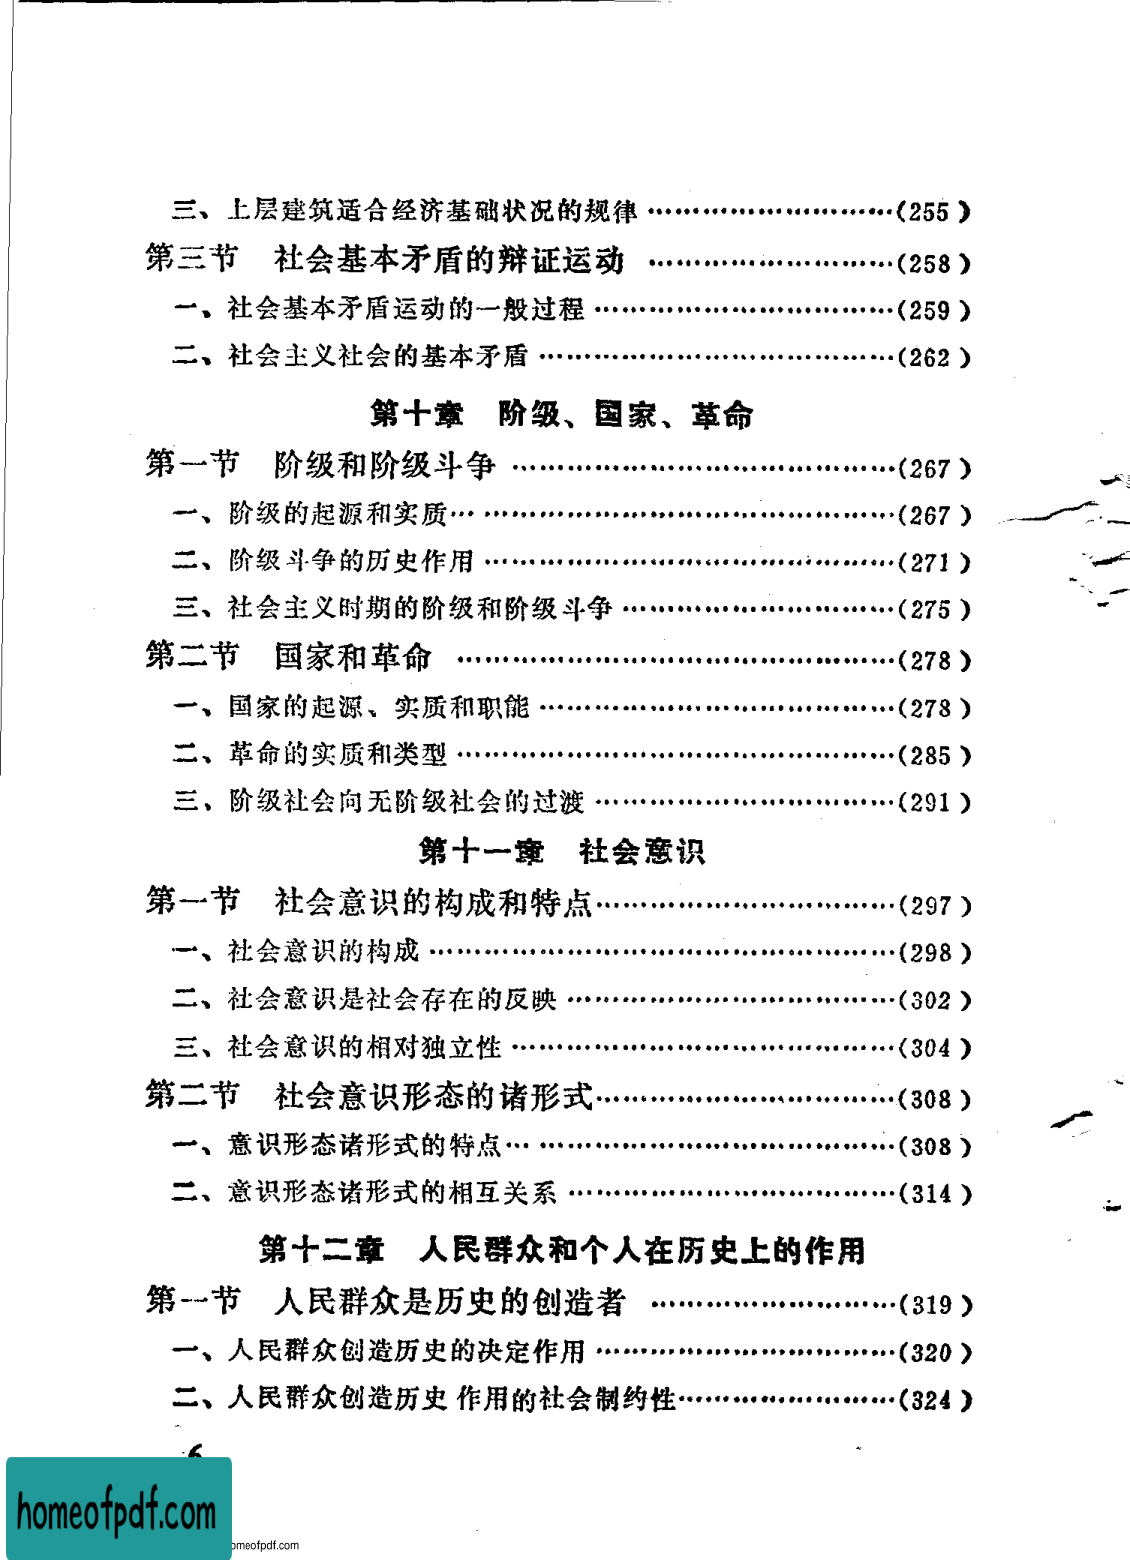 三、上层建筑适合经济基础状况的规律 …………………………(255)
第三节 社会基本矛盾的辩证运动 …………………………(258)
一、社会基本矛盾运动的一般过程 …………………………(259)
二、社会主义社会的基本矛盾 …………………………(262)
第十章 阶级、国家、革命
第一节 阶级和阶级斗争 …………………………(267)
一、阶级的起源和实质… …………………………(267)
二、阶级斗争的历史作用 …………………………(271)
三、社会主义时期的阶级和阶级斗争 …………………………(275)
第二节 国家和革命 …………………………(278)
一、国家的起源、实质和职能 …………………………(278)
二、革命的实质和类型 …………………………(285)
三、阶级社会向无阶级社会的过渡 …………………………(291)
第十一章 社会意识
第一节 社会意识的构成和特点…………………………(297)
一、社会意识的构成 …………………………(298)
二、社会意识是社会存在的反映 …………………………(302)
三、社会意识的相对独立性 …………………………(304)
第二节 社会意识形态的诸形式…………………………(308)
一、意识形态诸形式的特点… …………………………(308)
二、意识形态诸形式的相互关系 …………………………(314)
第十二章 人民群众和个人在历史上的作用
第一节 人民群众是历史的创造者 …………………………(319)
一、人民群众创造历史的决定作用 …………………………(320)
二、人民群众创造历史作用的社会制约性…………………………(324)
6
homeofpdf.com
omeofpdf.com